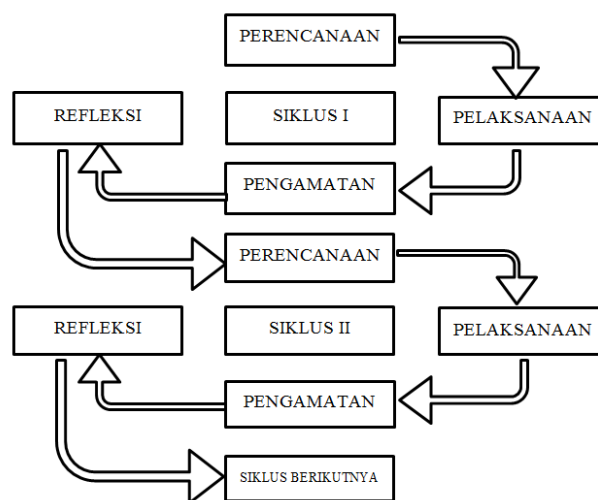 PERENCANAAN
REFLEKSI
SIKLUS I
PELAKSANAAN
PENGAMATAN
PERENCANAAN
REFLEKSI
SIKLUS II
PELAKSANAAN
PENGAMATAN
SIKLUS BERIKUTNYA